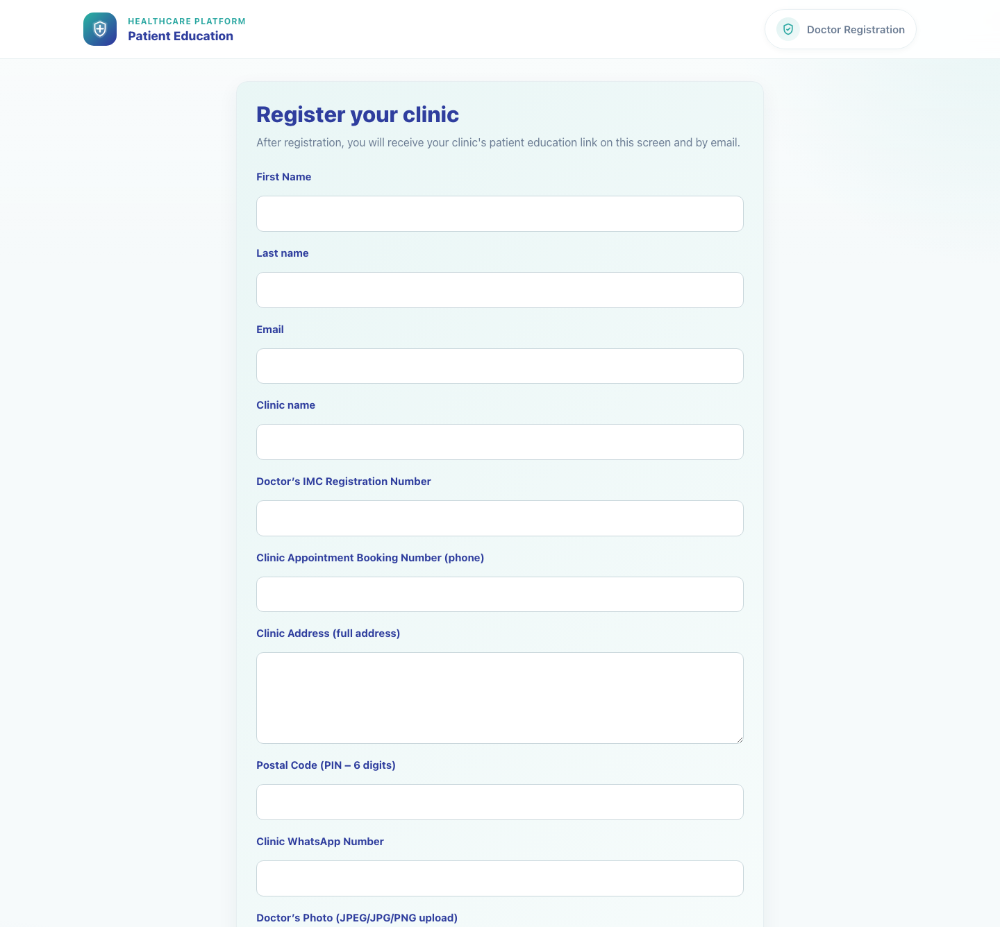 HEALTHCARE PLATFORM
Patient Education
Doctor Registration
Register your clinic
After registration, you will receive your clinic's patient education link on this screen and by email.
First Name
Last name
Email
Clinic name
Doctor’s IMC Registration Number
Clinic Appointment Booking Number (phone)
Clinic Address (full address)
Postal Code (PIN – 6 digits)
Clinic WhatsApp Number
Doctor’s Photo (JPEG/JPG/PNG upload)